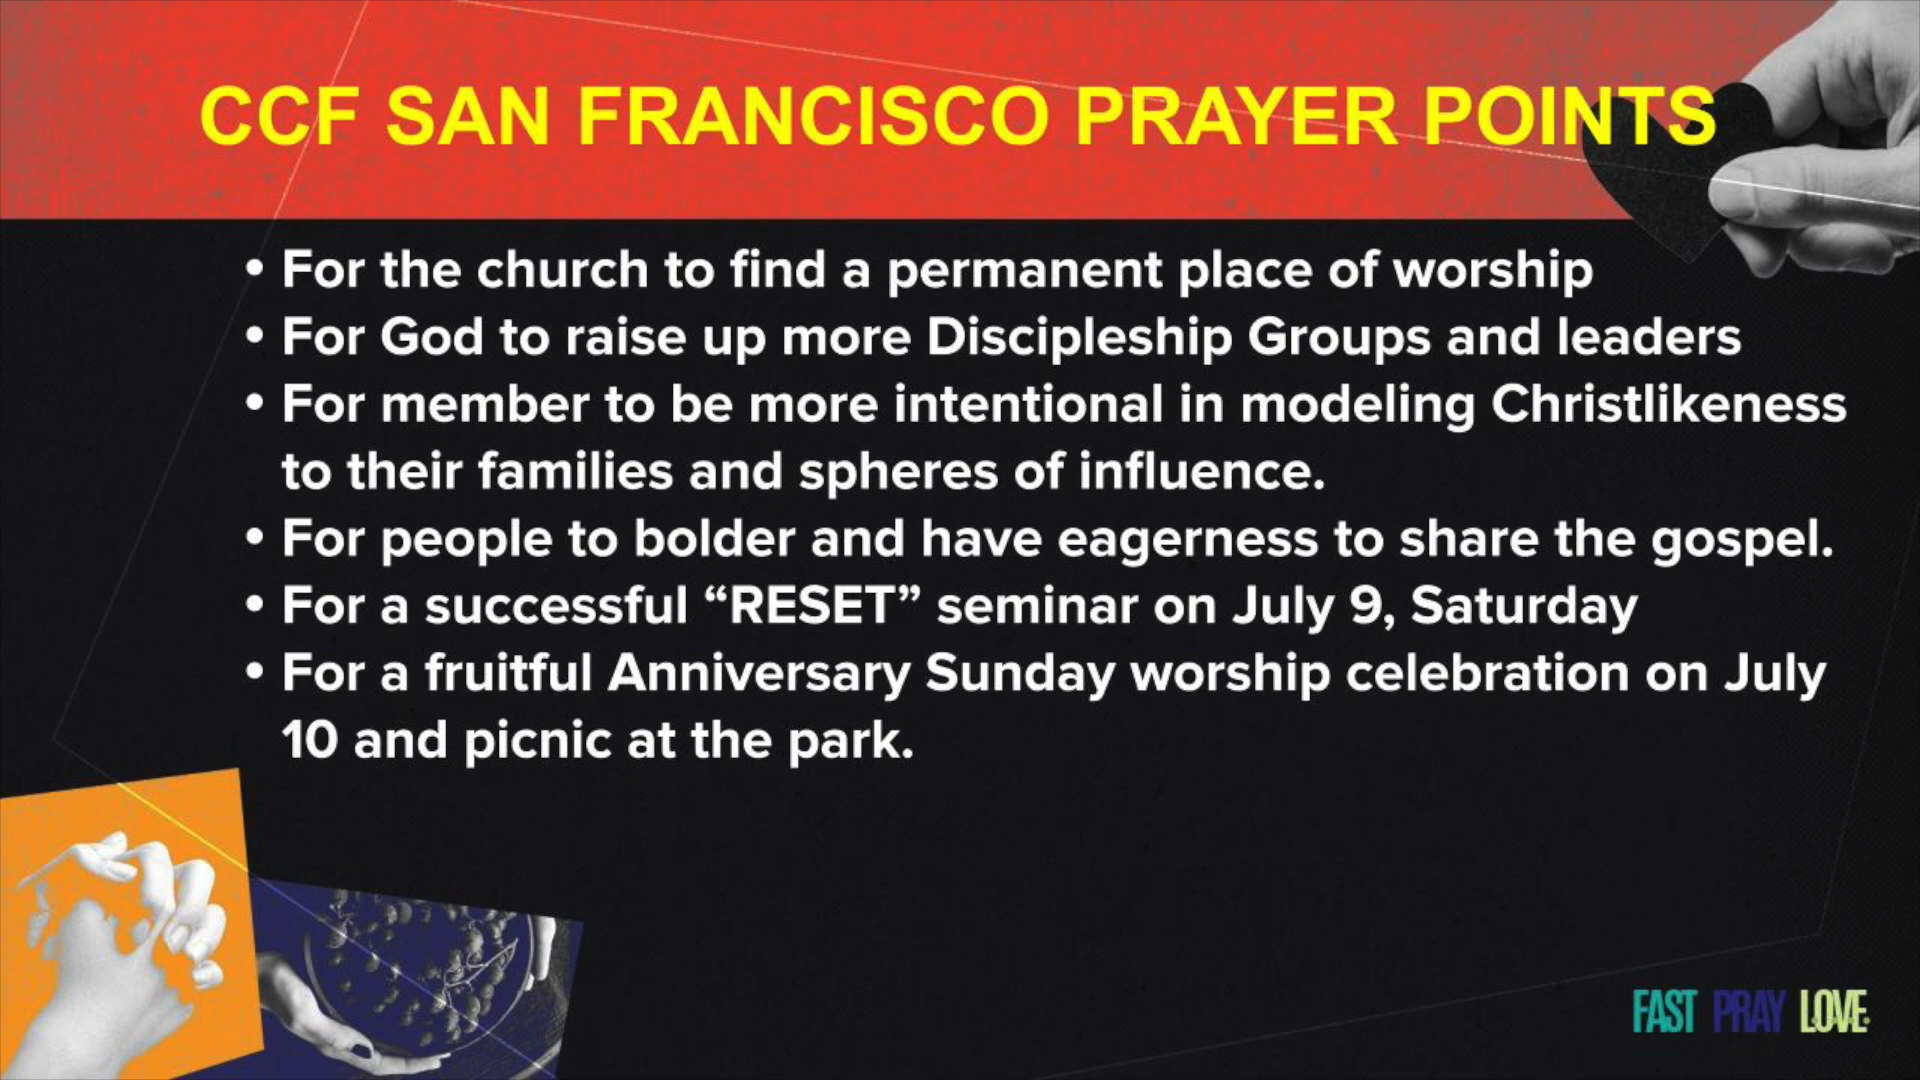 CCF SAN FRANCISCO PRAYER POINTS
• For the church to find a permanent place of worship
• For God to raise up more Discipleship Groups and leaders
• For member to be more intentional in modeling Christlikeness
to their families and spheres of influence.
• For people to bolder and have eagerness to share the gospel.
• For a successful “RESET” seminar on July 9, Saturday
• For a fruitful Anniversary Sunday worship celebration on July
10 and picnic at the park.
FAST PRAY LOVE